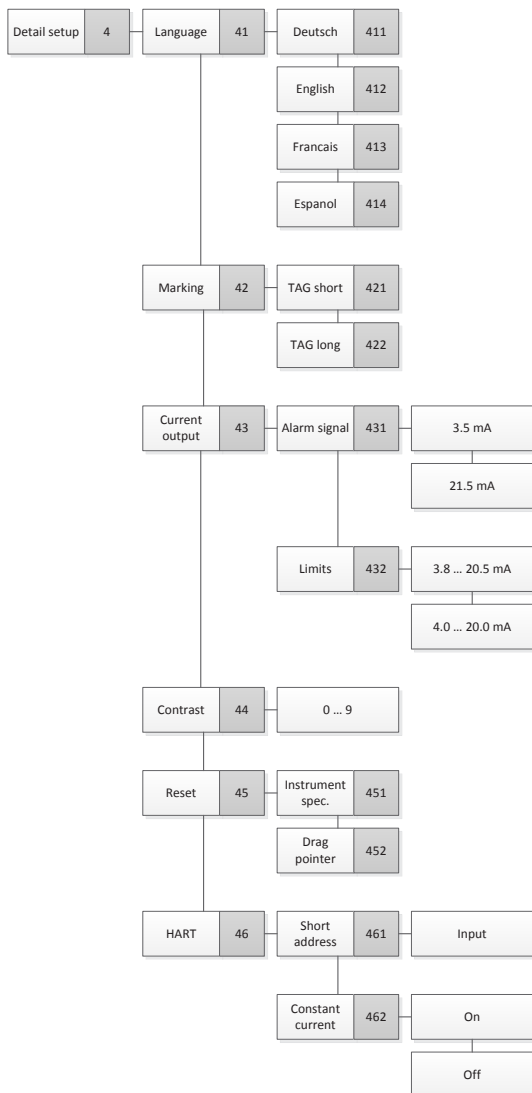 Detail setup 4 Language 41 Deutsch 411
English 412
Francais 413
Espanol 414
Marking 42 TAG short 421
TAG long 422
Current
output 43 Alarm signal 431 3.5 mA
21.5 mA
Limits 432 3.8 ... 20.5 mA
4.0 ... 20.0 mA
Contrast 44 0 ... 9
Reset 45 Instrument
spec. 451
Drag
pointer 452
HART 46 Short
address 461 Input
Constant
current 462 On
Off